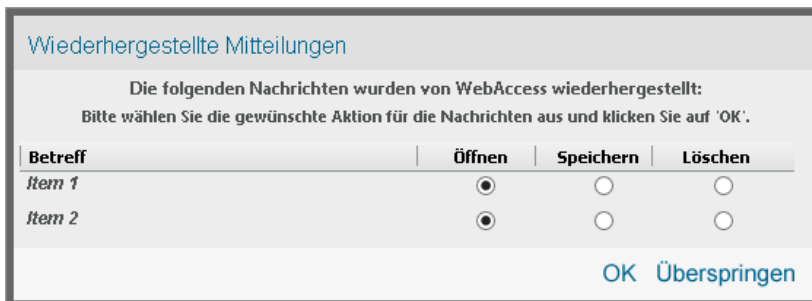 Wiederhergestellte Mitteilungen
Die folgenden Nachrichten wurden von WebAccess wiederhergestellt:
Bitte wählen Sie die gewünschte Aktion für die Nachrichten aus und klicken Sie auf 'OK'.
Betreff Öffnen Speichern Löschen
Item 1
Item 2
OK Überspringen